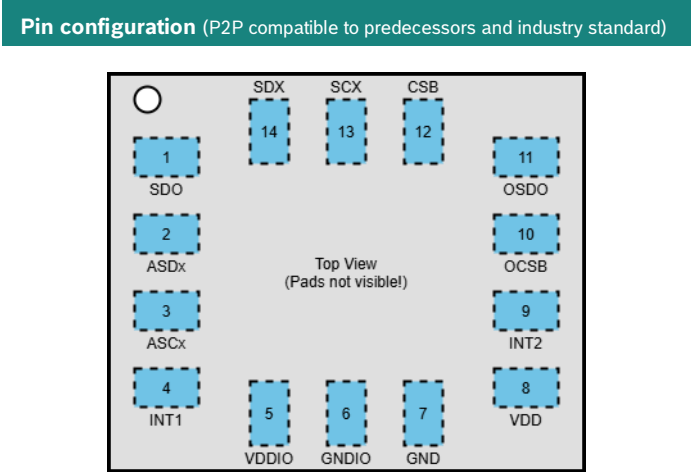 Pin configuration (P2P compatible to predecessors and industry standard)
SDX SCX CSB
14 13 12
1
SDO
11
OSDO
2
ASDx
10
OCSB
Top View
(Pads not visible!)
3
ASCx
9
INT2
4
INT1
8
VDD
5 6 7
VDDIO GNDIO GND